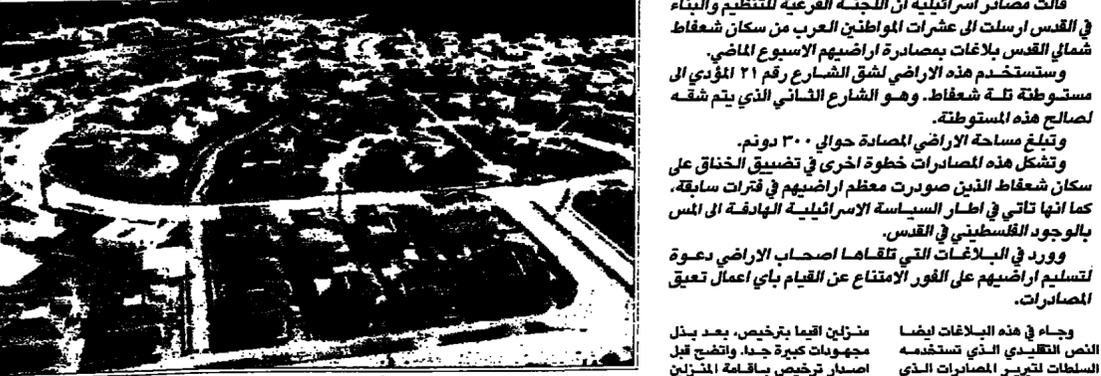 قالت مصادر اسرائيلية ان اللجنة الفرعية للتنظيم والبناء
في القدس ارسلت الى عشرات المواطنين العرب من سكان شعفاط
شمالي القدس بلاغات بمصادرة اراضيهم الاسبوع الماضي.
وستستخدم هذه الاراضي لشق الشارع رقم ٢١ المؤدي الى
مستوطنة تلة شعفاط، وهو الشارع الثاني الذي يتم شقه
لصالح هذه المستوطنة.
وتبلغ مساحة الاراضي المصادة حوالي ٣٠٠ دونم.
وتشكل هذه المصادرات خطوة اخرى في تضييق الخناق على
سكان شعفاط الذين صودرت معظم اراضيهم في فترات سابقة،
كما انها تأتي في اطار السياسة الاسرائيلية الهادفة الى المس
بالوجود الفلسطيني في القدس.
وورد في البلاغات التي تلقاها اصحاب الاراضي دعوة
لتسليم اراضيهم على الفور الامتناع عن القيام بأي اعمال تعيق
المصادرات.
وجاء في هذه البلاغات ايضا
النص التقليدي الذي تستخدمه
السلطات لتبرير المصادرات الذي
منزلين اقيما بترخيص، بعد بذل
مجهودات كبيرة جدا، واتضح قبل
اصدار ترخيص باقامة المنزلين